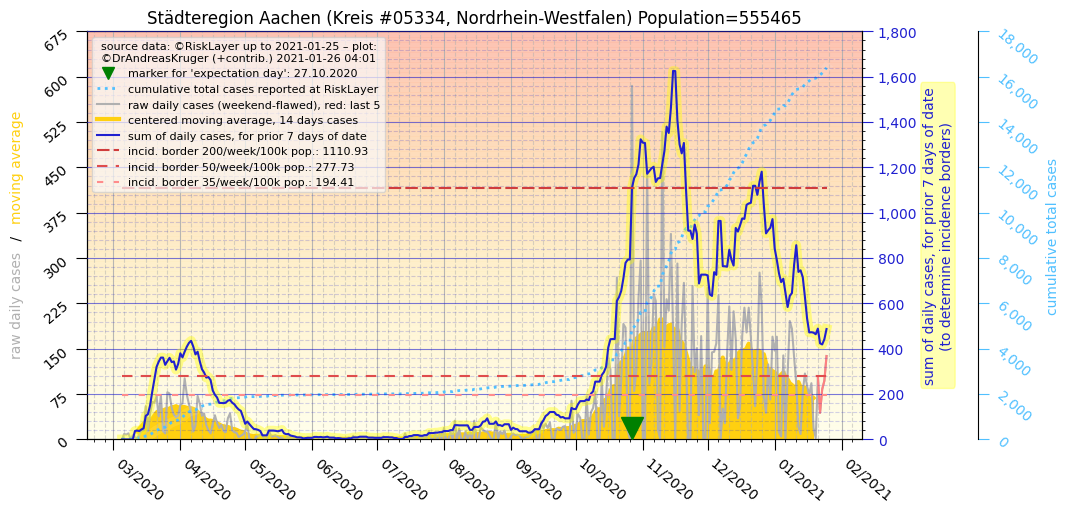 Städteregion Aachen (Kreis #05334, Nordrhein-Westfalen) Population=555465
source data: ©RiskLayer up to 2021-01-25 – plot:
©DrAndreasKruger (+contrib.) 2021-01-26 04:01
marker for 'expectation day': 27.10.2020
cumulative total cases reported at RiskLayer
raw daily cases (weekend-flawed), red: last 5
centered moving average, 14 days cases
sum of daily cases, for prior 7 days of date
incid. border 200/week/100k pop.: 1110.93
incid. border 50/week/100k pop.: 277.73
incid. border 35/week/100k pop.: 194.41
raw daily cases / moving average
675
600
525
450
375
300
225
150
75
0
03/2020
04/2020
05/2020
06/2020
07/2020
08/2020
09/2020
10/2020
11/2020
12/2020
01/2021
02/2021
1,800
1,600
1,400
1,200
1,000
800
600
400
200
0
sum of daily cases, for prior 7 days of date
(to determine incidence borders)
18,000
16,000
14,000
12,000
10,000
8,000
6,000
4,000
2,000
0
cumulative total cases